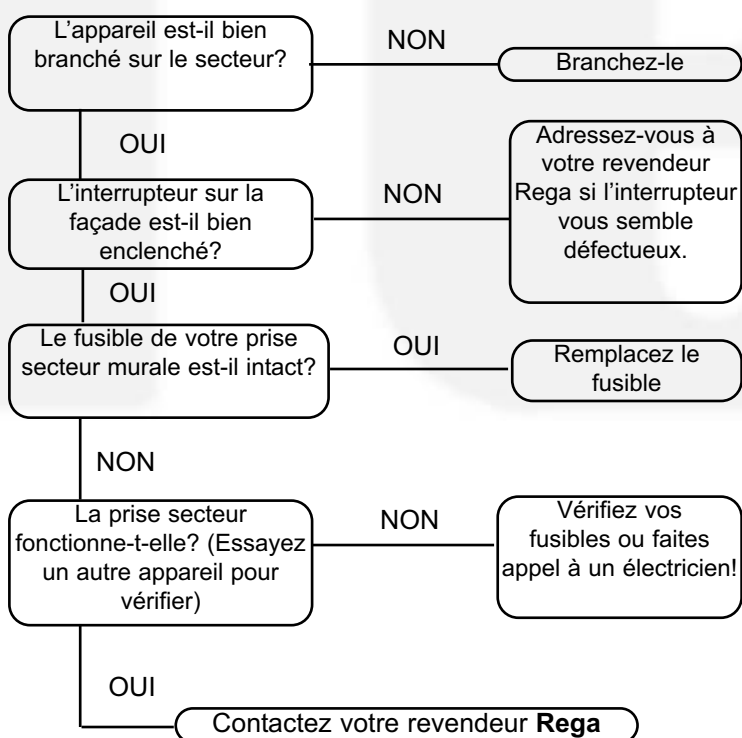 L’appareil est-il bien
branché sur le secteur?
NON
Branchez-le
OUI
L’interrupteur sur la
façade est-il bien
enclenché?
NON
Adressez-vous à
votre revendeur
Rega si l’interrupteur
vous semble
défectueux.
OUI
Le fusible de votre prise
secteur murale est-il intact?
OUI
Remplacez le
fusible
NON
La prise secteur
fonctionne-t-elle? (Essayez
un autre appareil pour
vérifier)
NON
Vérifiez vos
fusibles ou faites
appel à un électricien!
OUI
Contactez votre revendeur Rega